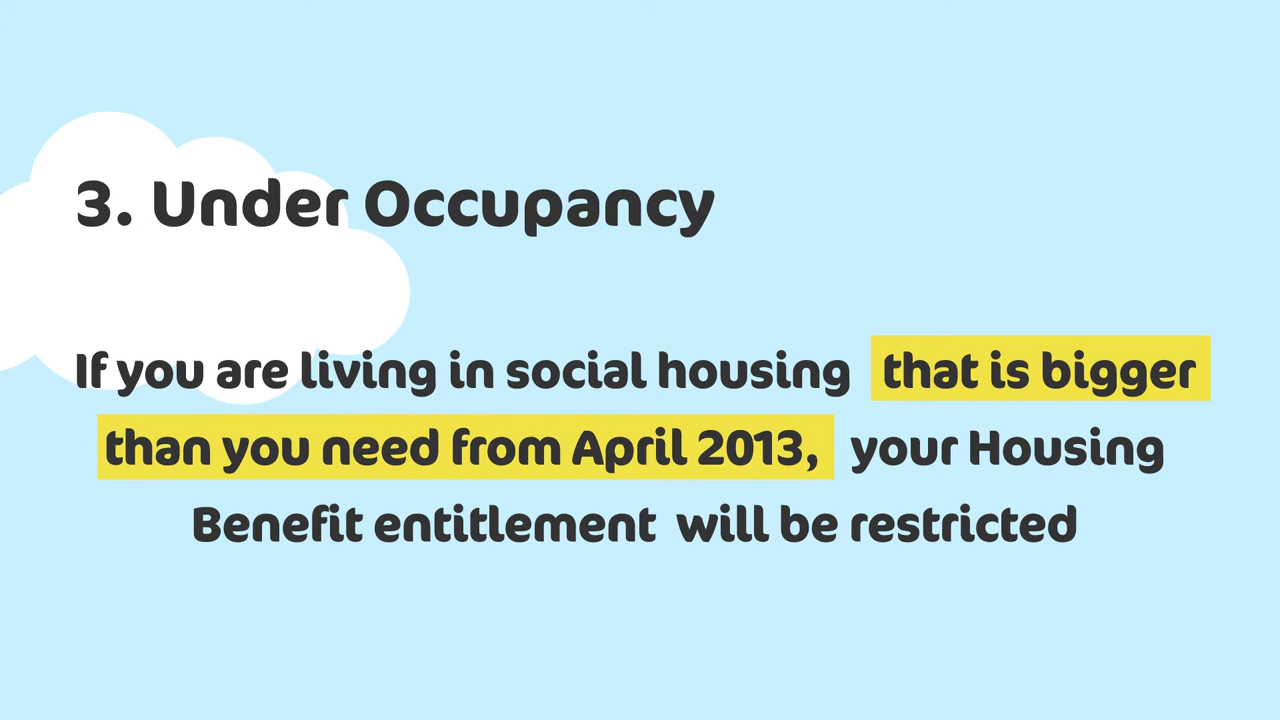 3. Under Occupancy
If you are living in social housing that is bigger
than you need from April 2013, your Housing
Benefit entitlement will be restricted